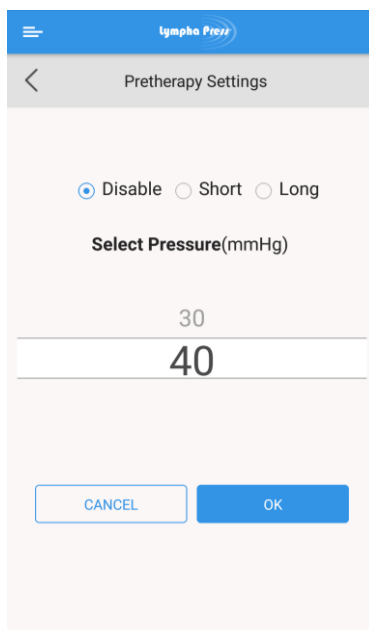 Lympha Press
Pretherapy Settings
Disable Short Long
Select Pressure(mmHg)
30
40
CANCEL OK